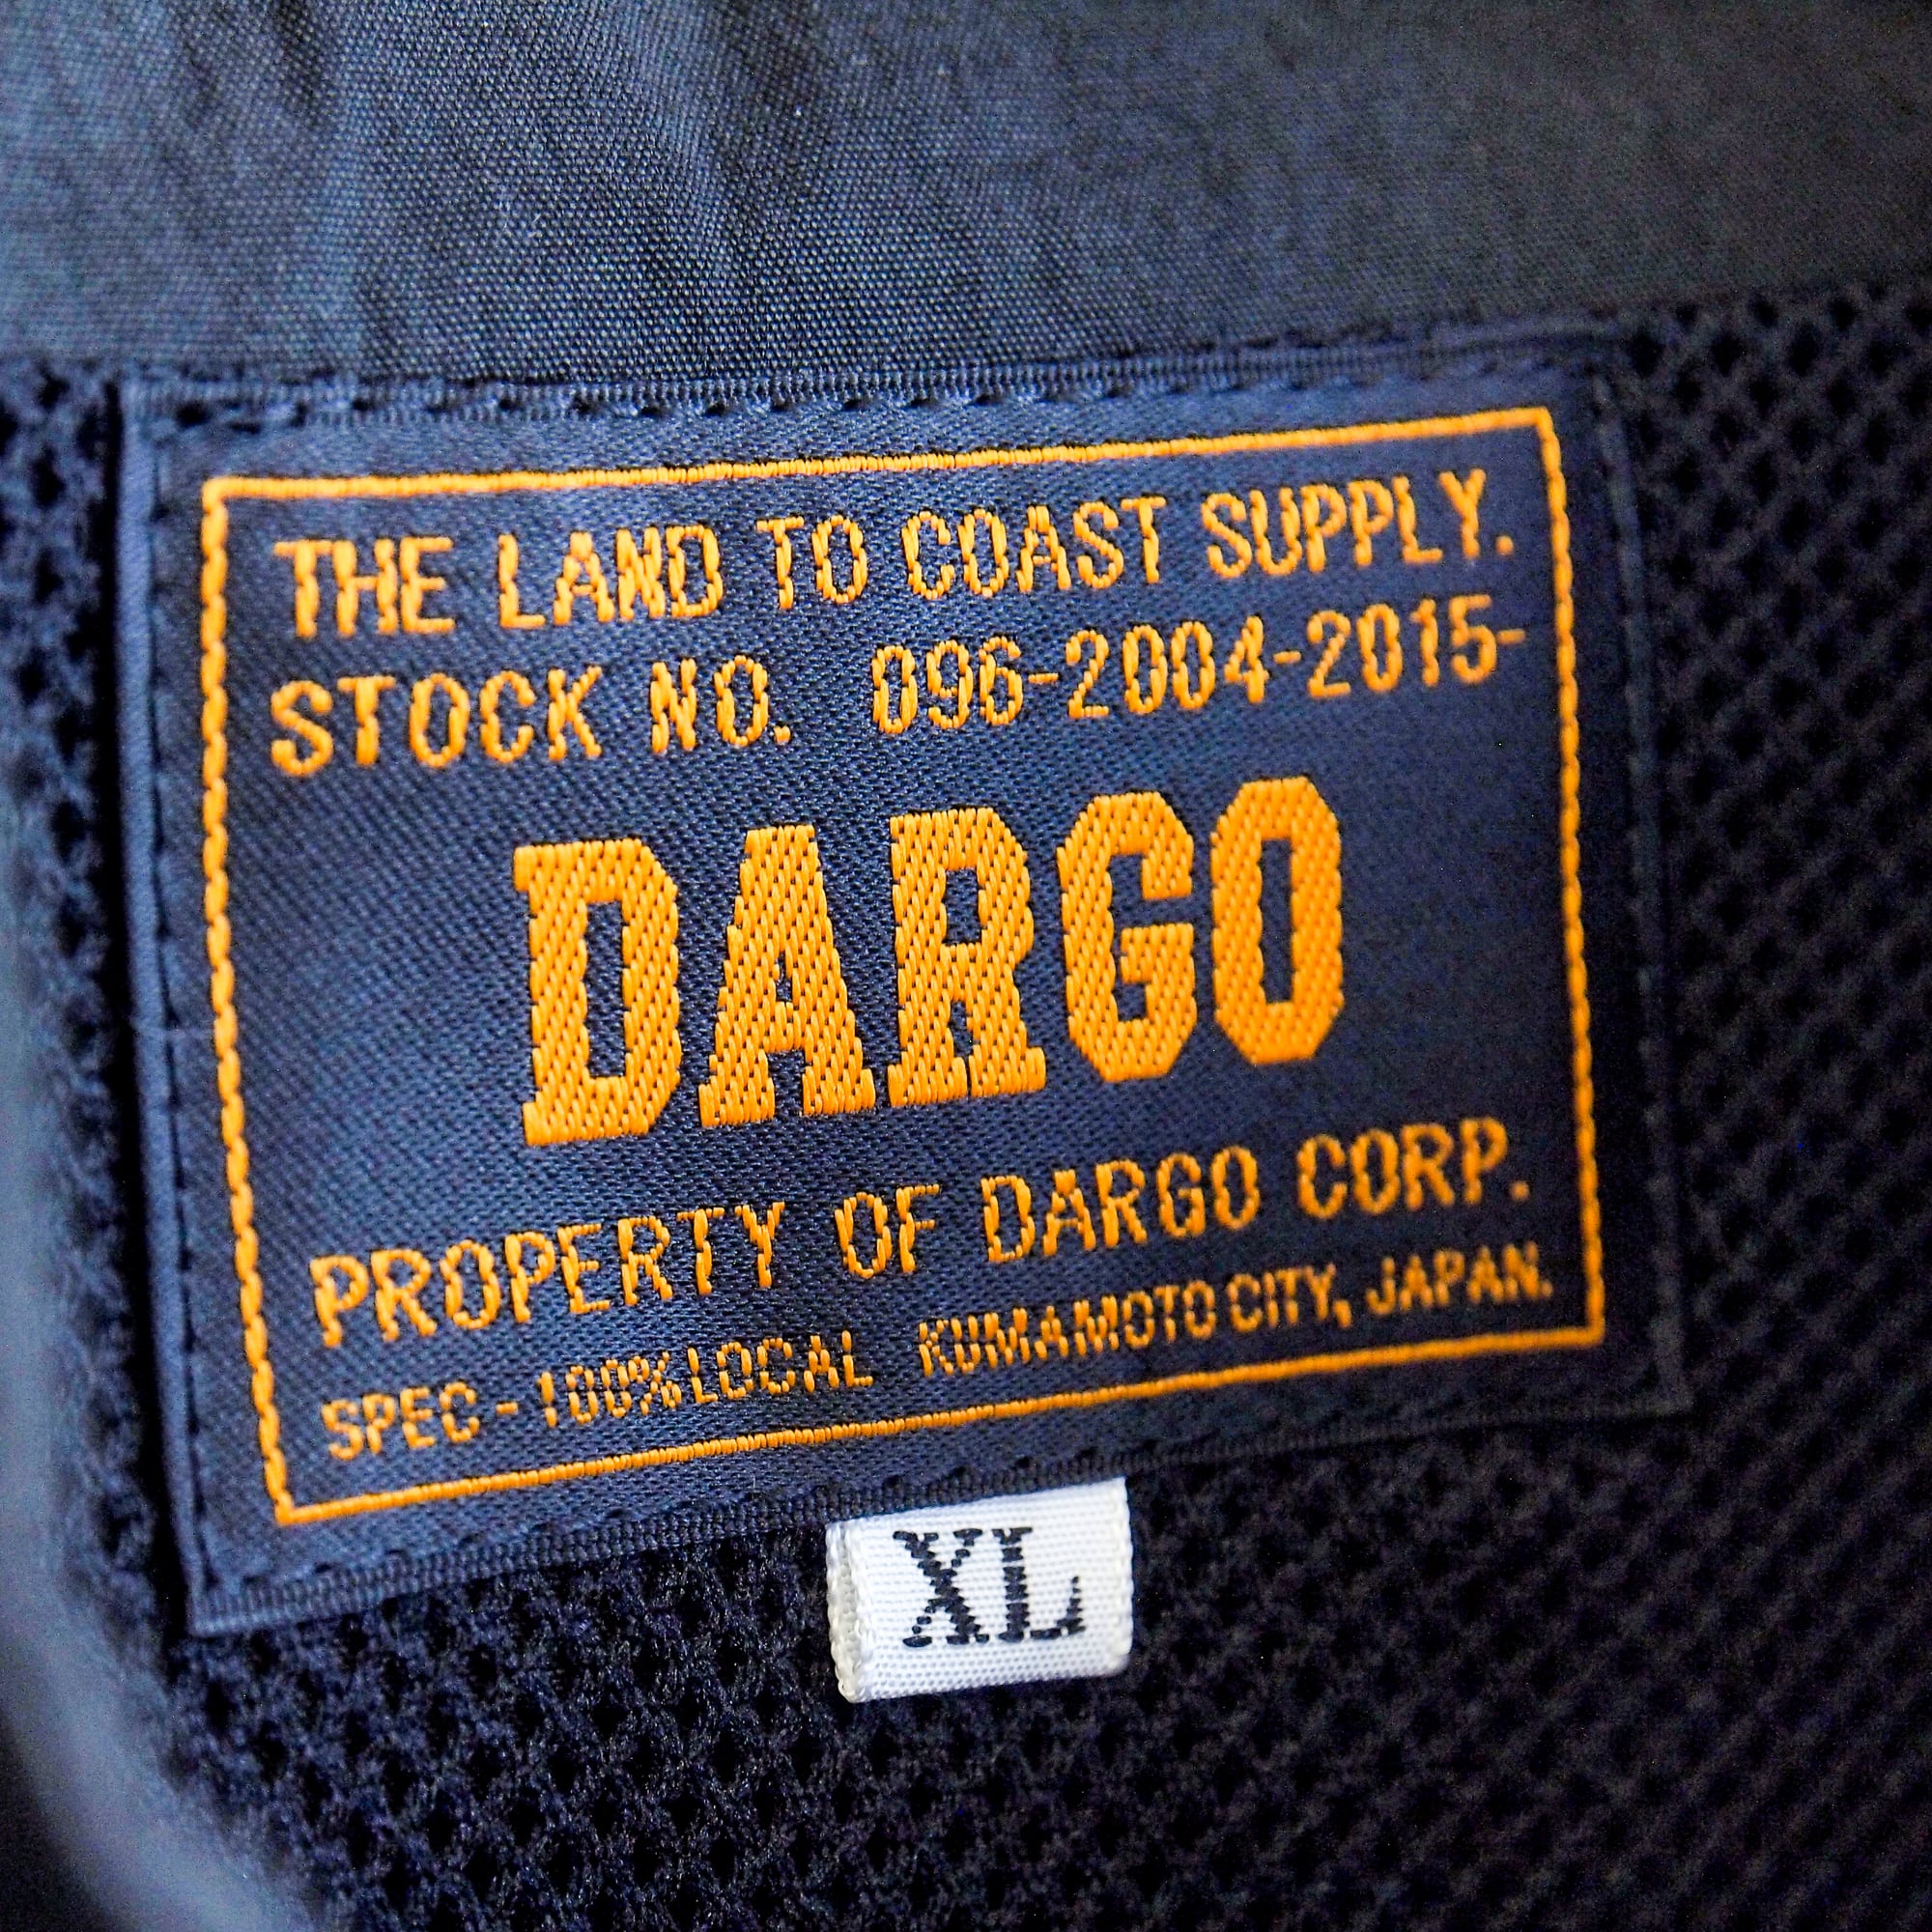 THE LAND TO COAST SUPPLY.
STOCK NO. 096-2004-2015-
DARGO
PROPERTY OF DARGO CORP.
SPEC-100%LOCAL KUMAMOTO CITY, JAPAN.
XL